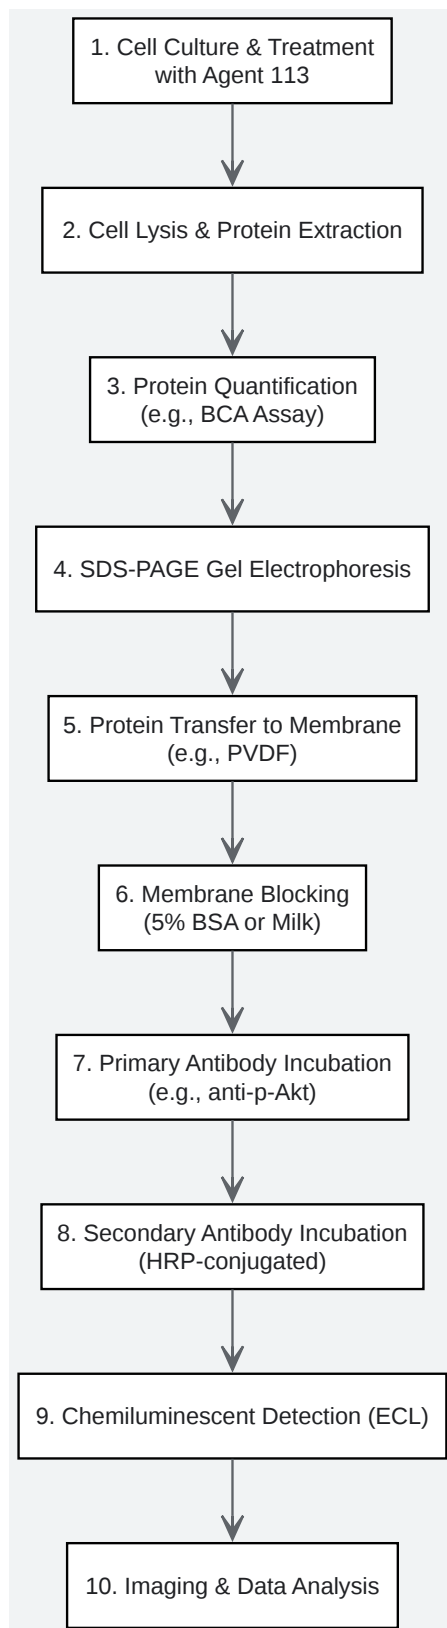 1. Cell Culture & Treatment
with Agent 113
2. Cell Lysis & Protein Extraction
3. Protein Quantification
(e.g., BCA Assay)
4. SDS-PAGE Gel Electrophoresis
5. Protein Transfer to Membrane
(e.g., PVDF)
6. Membrane Blocking
(5% BSA or Milk)
7. Primary Antibody Incubation
(e.g., anti-p-Akt)
8. Secondary Antibody Incubation
(HRP-conjugated)
9. Chemiluminescent Detection (ECL)
10. Imaging & Data Analysis